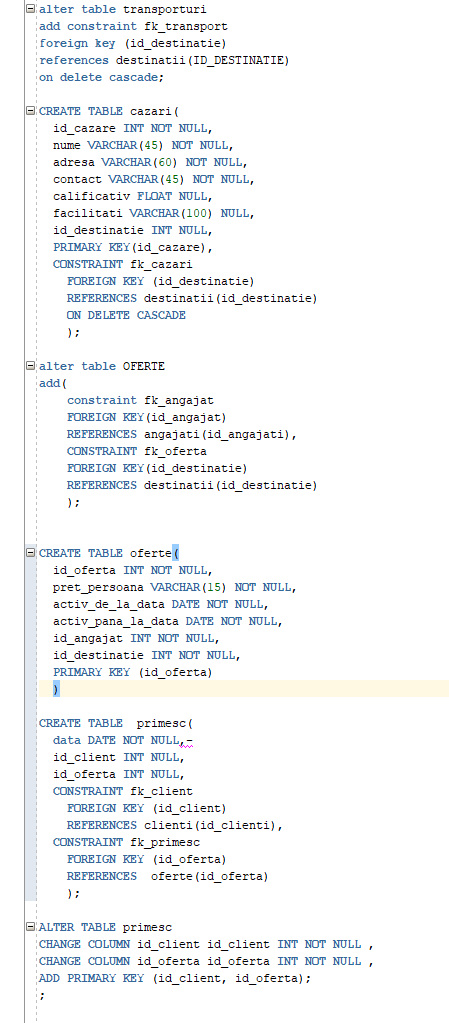 alter table transporturi
add constraint fk_transport
foreign key (id_destinatie)
references destinatii(ID_DESTINATIE)
on delete cascade;
CREATE TABLE cazari(
id_cazare INT NOT NULL,
nume VARCHAR(45) NOT NULL,
adresa VARCHAR(60) NOT NULL,
contact VARCHAR(45) NOT NULL,
calificativ FLOAT NULL,
facilitati VARCHAR(100) NULL,
id_destinatie INT NULL,
PRIMARY KEY(id_cazare),
CONSTRAINT fk_cazari
FOREIGN KEY (id_destinatie)
REFERENCES destinatii(id_destinatie)
ON DELETE CASCADE
);
alter table OFERTE
add(
constraint fk_angajat
FOREIGN KEY(id_angajat)
REFERENCES angajati(id_angajati),
CONSTRAINT fk_oferta
FOREIGN KEY(id_destinatie)
REFERENCES destinatii(id_destinatie)
);
CREATE TABLE oferte(
id_oferta INT NOT NULL,
pret_persoana VARCHAR(15) NOT NULL,
activ_de_la_data DATE NOT NULL,
activ_pana_la_data DATE NOT NULL,
id_angajat INT NOT NULL,
id_destinatie INT NOT NULL,
PRIMARY KEY (id_oferta)
)
CREATE TABLE  primesc(
data DATE NOT NULL,-
id_client INT NULL,
id_oferta INT NULL,
CONSTRAINT fk_client
FOREIGN KEY (id_client)
REFERENCES clienti(id_clienti),
CONSTRAINT fk_primesc
FOREIGN KEY (id_oferta)
REFERENCES  oferte(id_oferta)
);
ALTER TABLE primesc
CHANGE COLUMN id_client id_client INT NOT NULL ,
CHANGE COLUMN id_oferta id_oferta INT NOT NULL ,
ADD PRIMARY KEY (id_client, id_oferta);
;